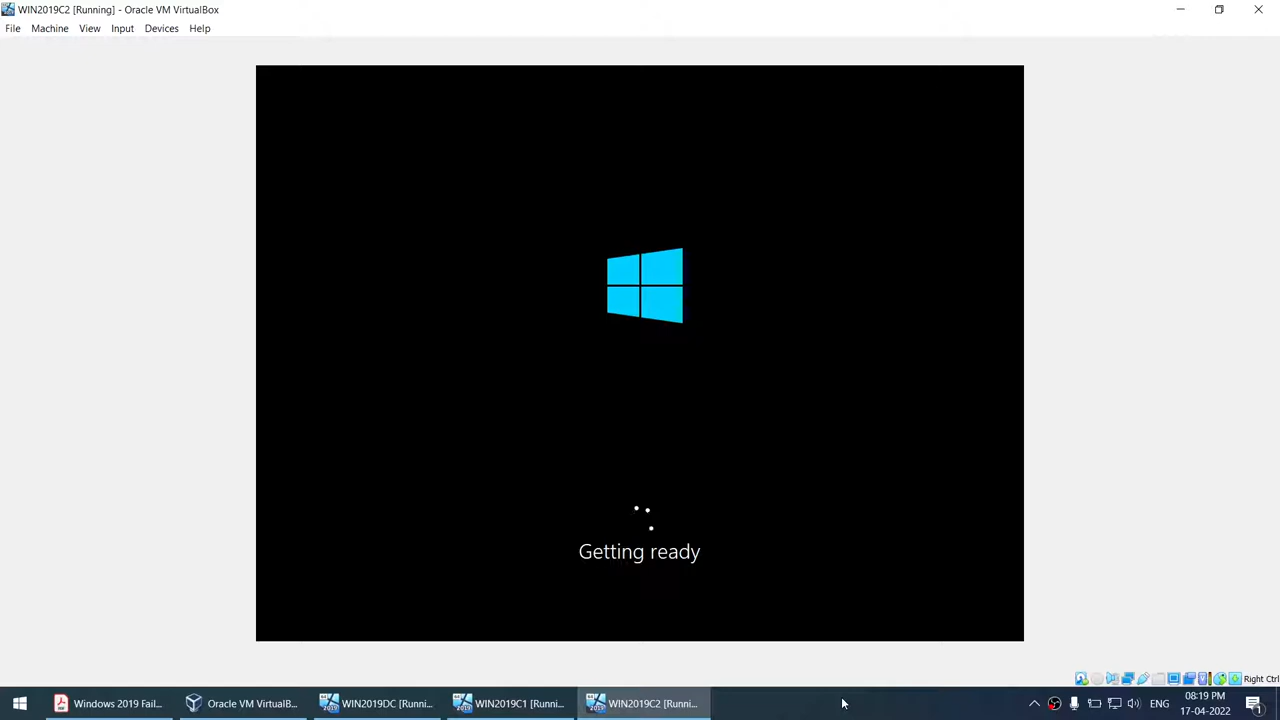 WIN2019C2 [Running] - Oracle VM VirtualBox
File Machine View Input Devices Help
Getting ready
Right Ctrl
Windows 2019 Fail...
Oracle VM VirtualB...
WIN2019DC [Runni...
WIN2019C1 [Runni...
WIN2019C2 [Runni...
ENG
08:19 PM
17-04-2022
1